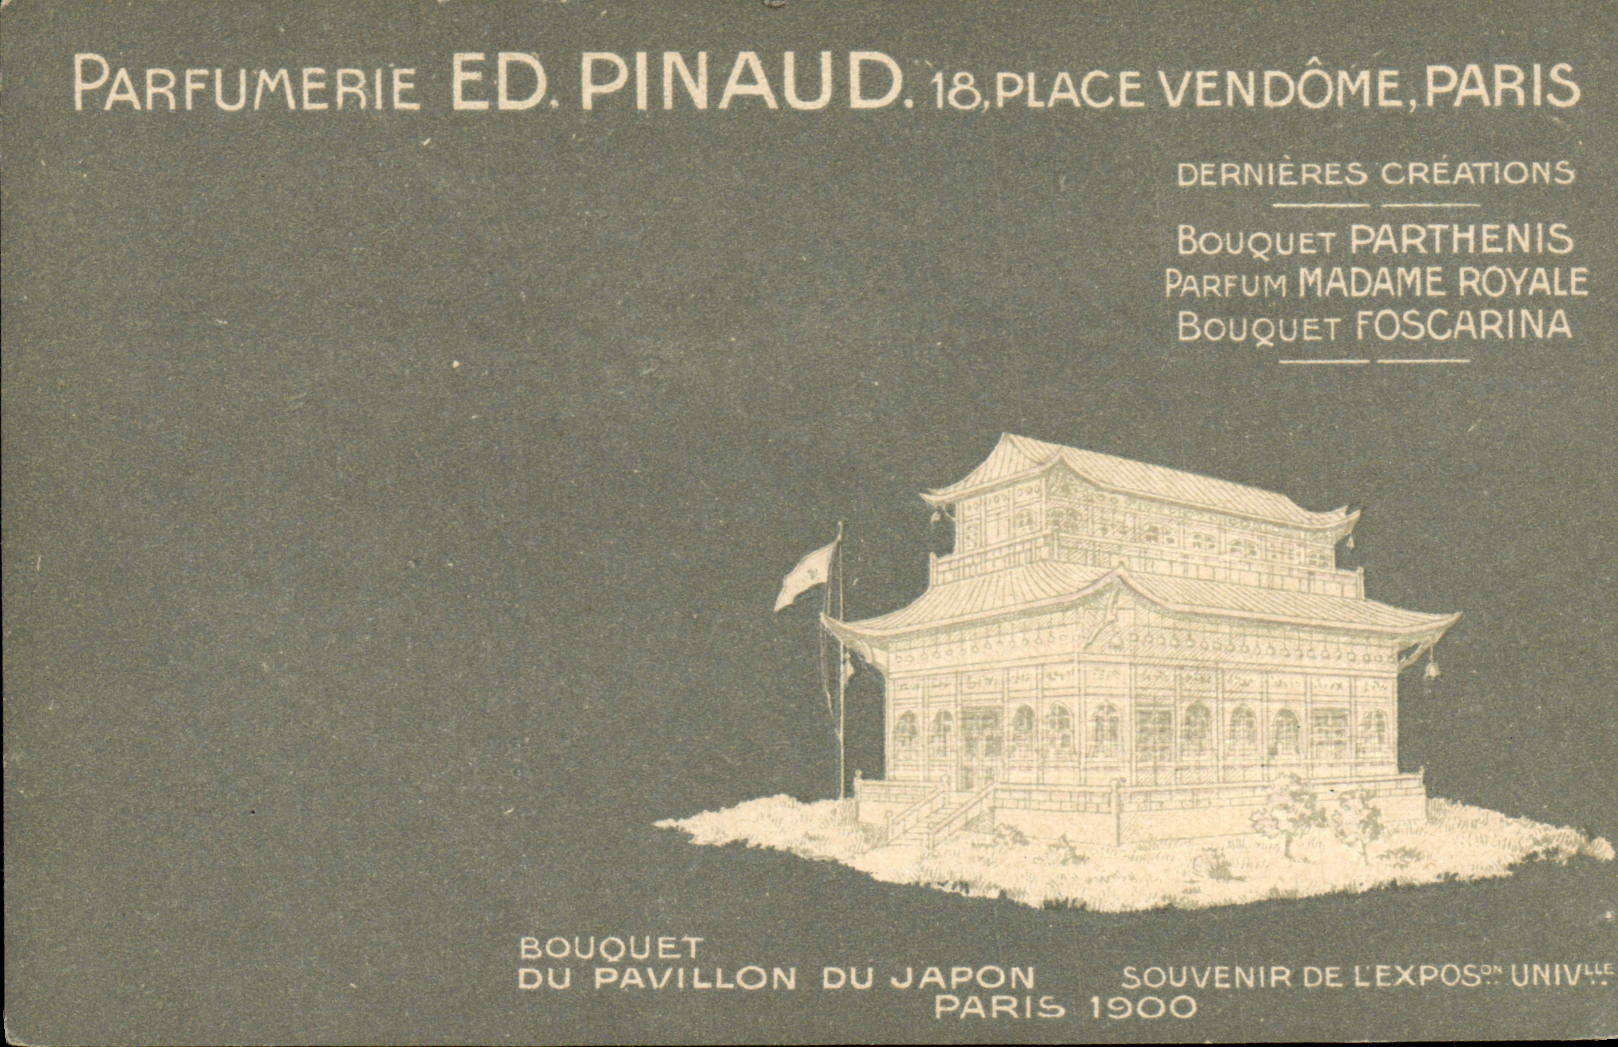 PARFUMERIE ED. PINAUD. 18, PLACE VENDÔME, PARIS
DERNIÈRES CRÉATIONS
BOUQUET PARTHENIS
PARFUM MADAME ROYALE
BOUQUET FOSCARINA
BOUQUET
DU PAVILLON DU JAPON
SOUVENIR DE L'EXPOSON UNIVLLE
PARIS 1900